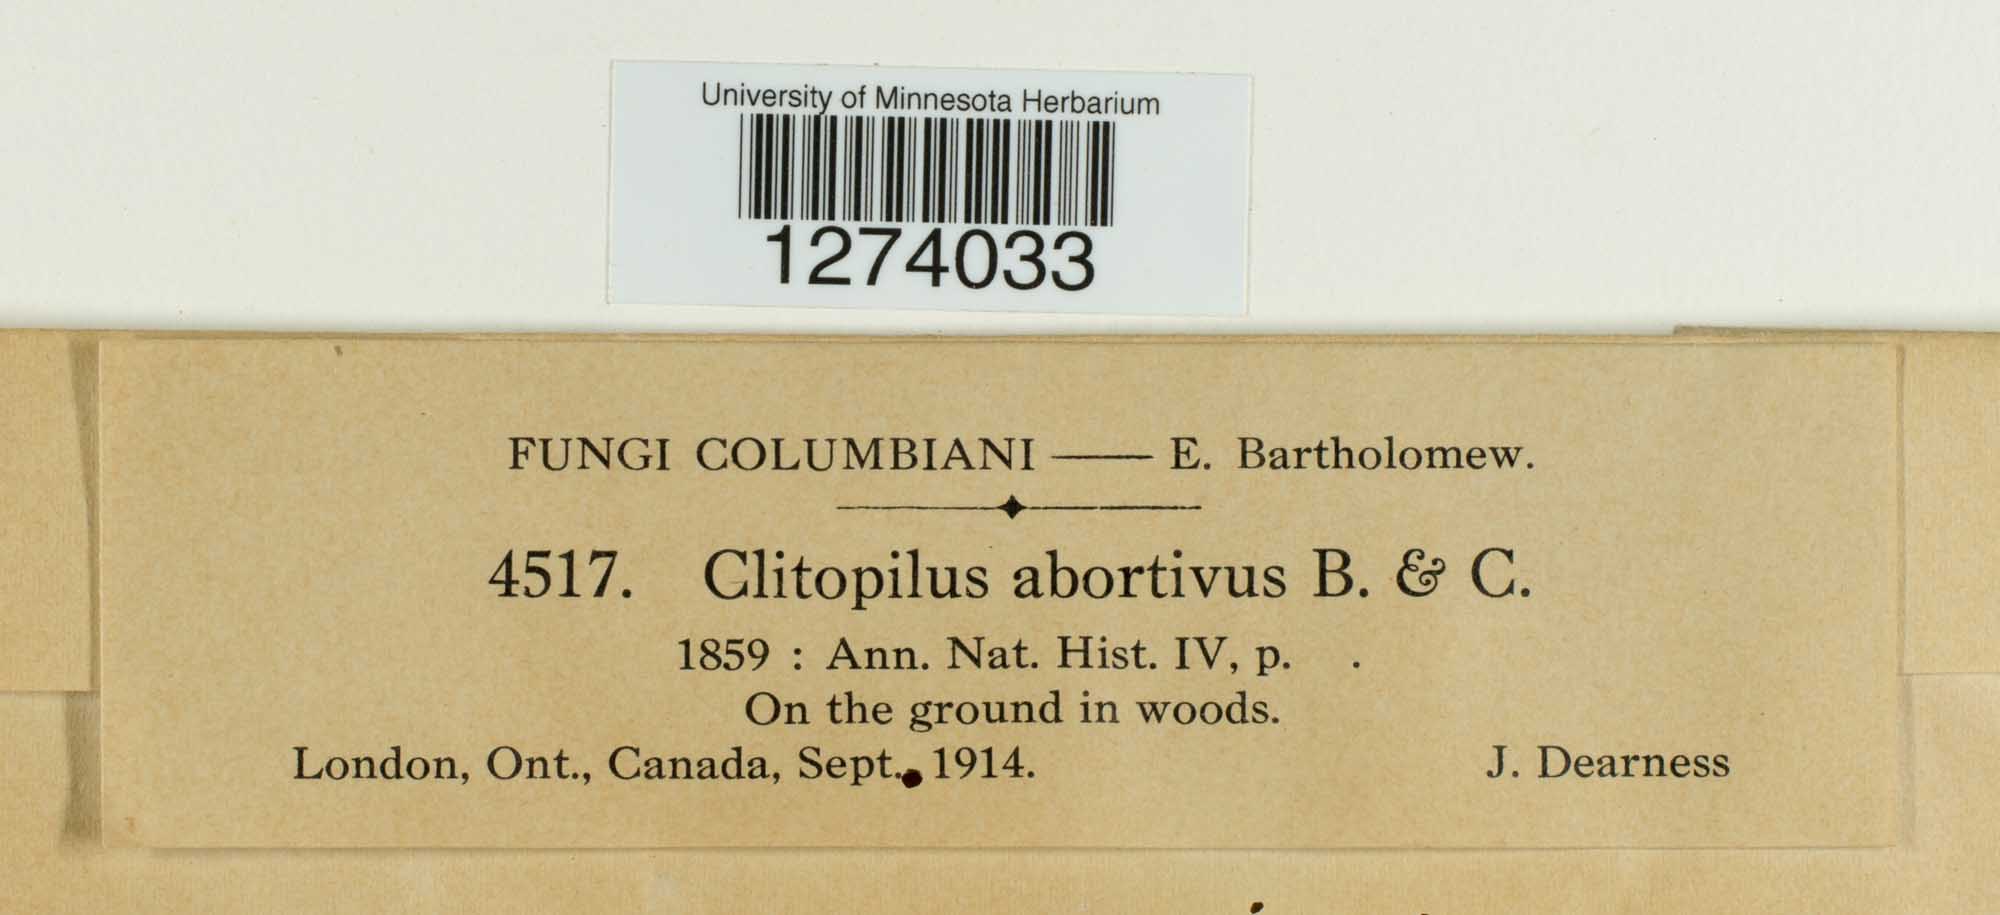 University of Minnesota Herbarium
1274033
FUNGI COLUMBIANI — E. Bartholomew.
4517. Clitopilus abortivus B. & C.
1859 : Ann. Nat. Hist. IV, p. .
On the ground in woods.
London, Ont., Canada, Sept., 1914. J. Dearness